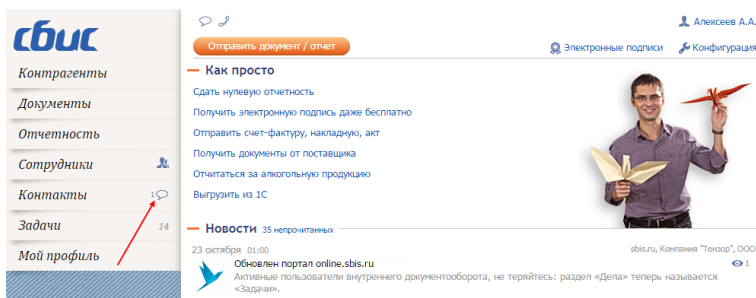 Алексеев А.А.
сбис
Отправить документ / отчет
Электронные подписи
Конфигурация
Контрагенты
Документы
Отчетность
Сотрудники
Контакты
1
Задачи
14
Мой профиль
Как просто
Сдать нулевую отчетность
Получить электронную подпись даже бесплатно
Отправить счет-фактуру, накладную, акт
Получить документы от поставщика
Отчитаться за алкогольную продукцию
Выгрузить из 1С
Новости 35 непрочитанных
23 октября 01:00
sbis.ru, Компания "Тензор", ООО
Обновлен портал online.sbis.ru
1
Активные пользователи внутреннего документооборота, не теряйтесь: раздел «Дела» теперь называется
«Задачи».